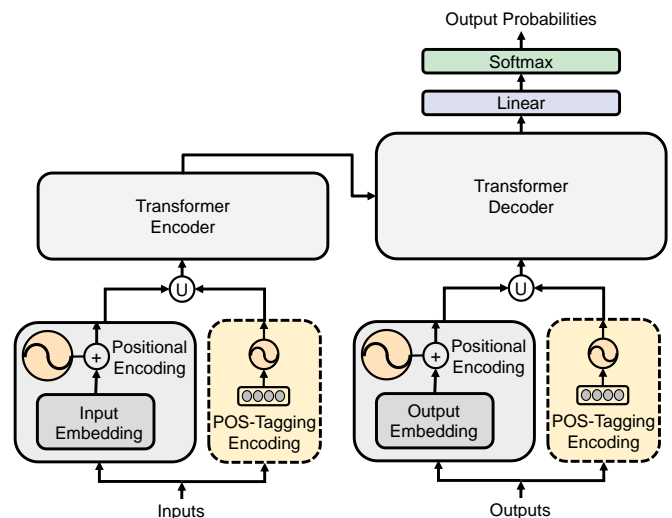 Output Probabilities
Softmax
Linear
Transformer
Decoder
Transformer
Encoder
U
U
+
Positional
Encoding
Input
Embedding
POS-Tagging
Encoding
+
Positional
Encoding
Output
Embedding
POS-Tagging
Encoding
Inputs
Outputs